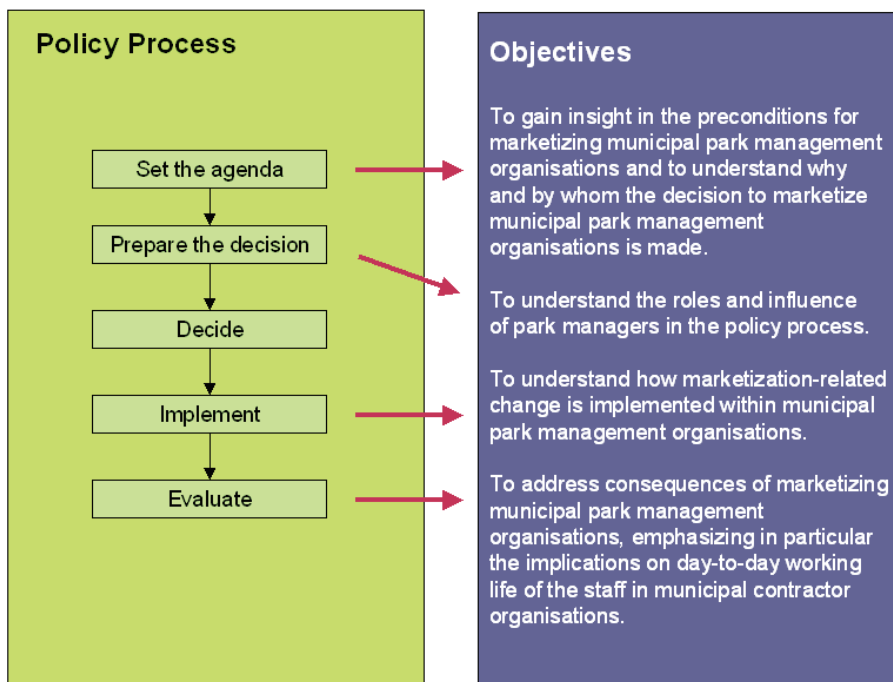 Policy Process
Set the agenda
Prepare the decision
Decide
Implement
Evaluate
Objectives
To gain insight in the preconditions for
marketizing municipal park management
organisations and to understand why
and by whom the decision to marketize
municipal park management
organisations is made.
To understand the roles and influence
of park managers in the policy process.
To understand how marketization-related
change is implemented within municipal
park management organisations.
To address consequences of marketizing
municipal park management
organisations, emphasizing in particular
the implications on day-to-day working
life of the staff in municipal contractor
organisations.